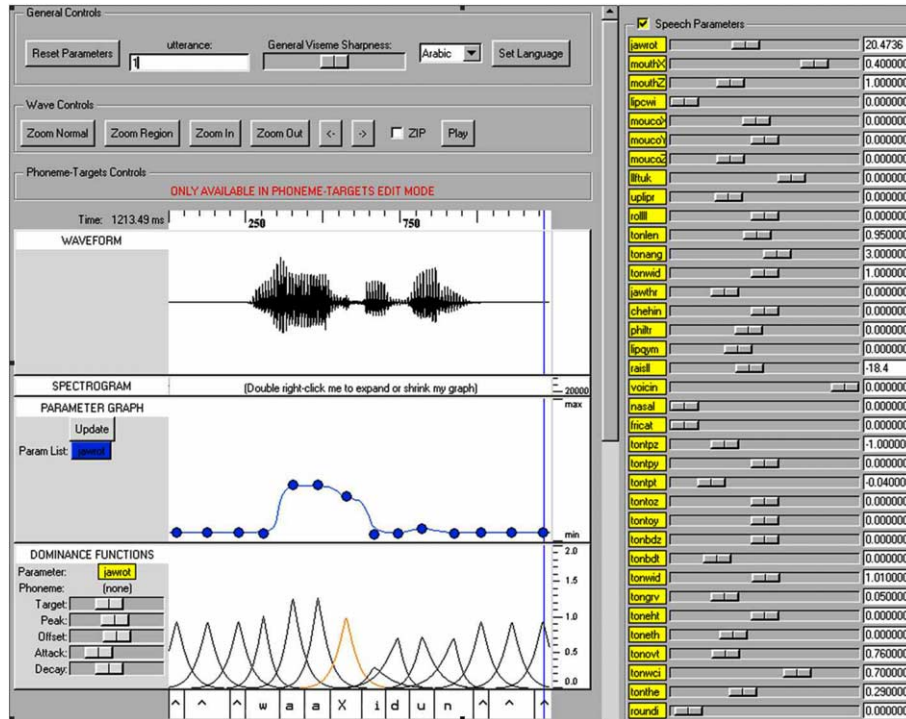 General Controls
Reset Parameters
utterance:
1
General Viseme Sharpness:
Arabic
Set Language
Wave Controls
Zoom Normal
Zoom Region
Zoom In
Zoom Out
<-
->
ZIP
Play
Phoneme-Targets Controls
ONLY AVAILABLE IN PHONEME-TARGETS EDIT MODE
Time: 1213.49 ms
250
750
WAVEFORM
SPECTROGRAM
(Double right-click me to expand or shrink my graph)
20000
PARAMETER GRAPH
Update
Param List:
jawrot
max
min
DOMINANCE FUNCTIONS
Parameter:
jawrot
Phoneme:
(none)
Target:
Peak:
Offset:
Attack:
Decay:
2.0
1.5
1.0
0.5
0.0
^ ^ ^ w a a X i d u n ^ ^ ^
Speech Parameters
jawrot 20.4736
mouthX 0.400000
mouthZ 1.000000
lipcwi 0.000000
moucoX 0.000000
moucoY 0.000000
moucoZ 0.000000
llftuk 0.000000
uplipr 0.000000
rollll 0.000000
tonlen 0.950000
tonang 3.000000
tonwid 1.000000
jawthr 0.000000
chehin 0.000000
philtr 0.000000
lipqym 0.000000
raisll -18.4
voicin 0.000000
nasal 0.000000
fricat 0.000000
tontpz -1.00000
tontpy 0.000000
tontpt -0.04000
tontoz 0.000000
tontoy 0.000000
tonbdz 0.000000
tonbdt 0.000000
tonwid 1.010000
tongrv 0.050000
toneht 0.000000
toneth 0.000000
tonovt 0.760000
tonwci 0.700000
tonthe 0.290000
roundi 0.000000